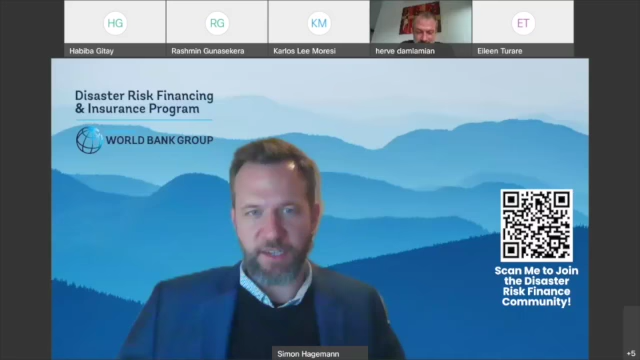 HG
RG
KM
ET
Habiba Gitay
Rashmin Gunasekera
Karlos Lee Moresi
herve damlamian
Eileen Turare
Disaster Risk Financing
& Insurance Program
WORLD BANK GROUP
Scan Me to Join
the Disaster
Risk Finance
Community!
Simon Hagemann
+5